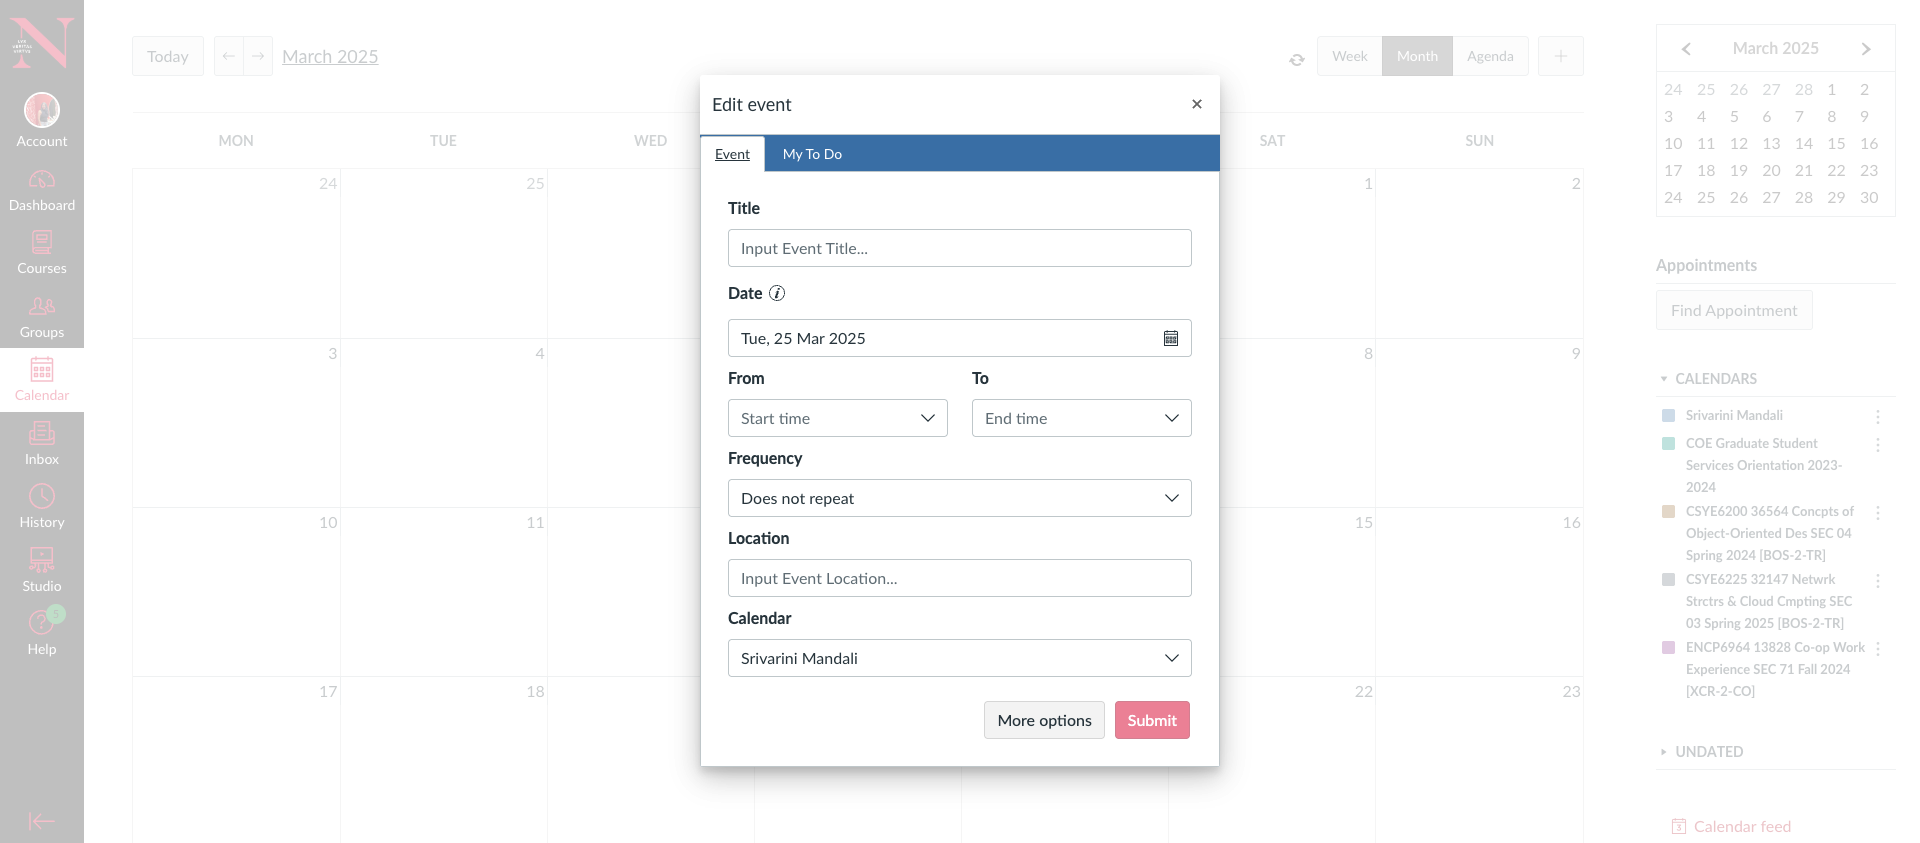 Account
Dashboard
Courses
Groups
Calendar
Inbox
History
Studio
Help
Today
March 2025
Week
Month
Agenda
MON
TUE
WED
SAT
SUN
24
25
1
2
3
4
8
9
10
11
15
16
17
18
22
23
Edit event
Event
My To Do
Title
Input Event Title...
Date
Tue, 25 Mar 2025
From
To
Start time
End time
Frequency
Does not repeat
Location
Input Event Location...
Calendar
Srivarini Mandali
More options
Submit
March 2025
24 25 26 27 28 1 2
3 4 5 6 7 8 9
10 11 12 13 14 15 16
17 18 19 20 21 22 23
24 25 26 27 28 29 30
Appointments
Find Appointment
CALENDARS
Srivarini Mandali
COE Graduate Student
Services Orientation 2023-
2024
CSYE6200 36564 Concpts of
Object-Oriented Des SEC 04
Spring 2024 [BOS-2-TR]
CSYE6225 32147 Netwrk
Strctrs & Cloud Cmpting SEC
03 Spring 2025 [BOS-2-TR]
ENCP6964 13828 Co-op Work
Experience SEC 71 Fall 2024
[XCR-2-CO]
UNDATED
Calendar feed